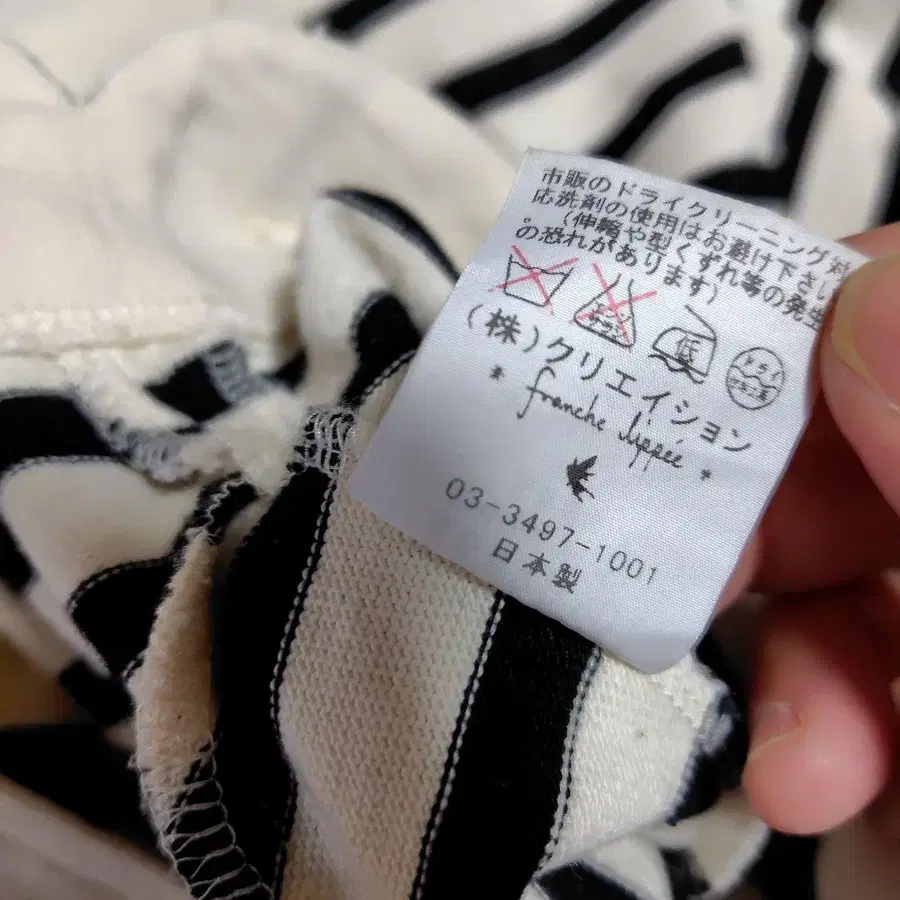 市販のドライクリーニング対
応洗剤の使用はお避け下さい。
(伸縮や型くずれ等の発生
の恐れがあります)
低
ドライ
(株)クリエイション
* franche lippée *
03-3497-1001
日本製